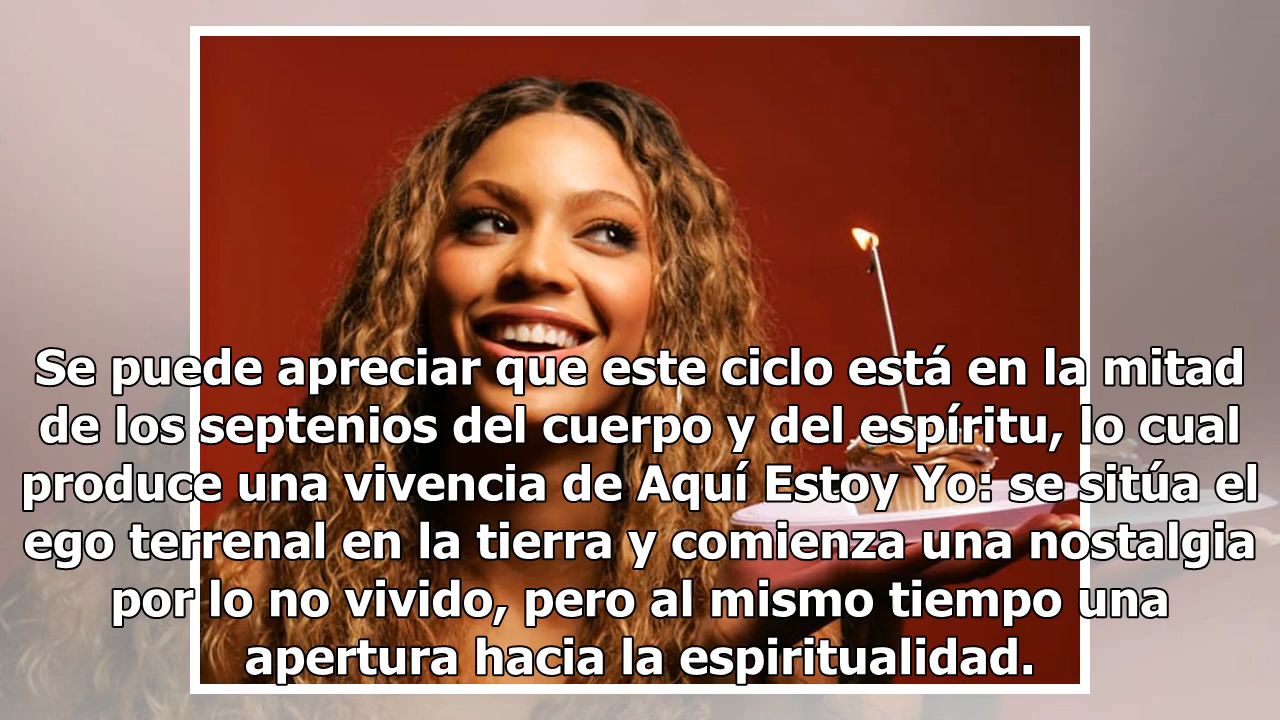 Se puede apreciar que este ciclo está en la mitad
de los septenios del cuerpo y del espíritu, lo cual
produce una vivencia de Aquí Estoy Yo: se sitúa el
ego terrenal en la tierra y comienza una nostalgia
por lo no vivido, pero al mismo tiempo una
apertura hacia la espiritualidad.